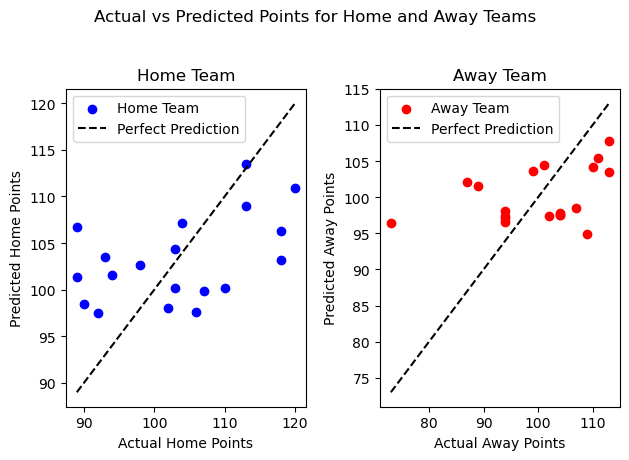 Actual vs Predicted Points for Home and Away Teams
Home Team
Home Team
Perfect Prediction
120
115
110
105
100
95
90
Predicted Home Points
90
100
110
120
Actual Home Points
Away Team
Away Team
Perfect Prediction
115
110
105
100
95
90
85
80
75
Predicted Away Points
80
90
100
110
Actual Away Points